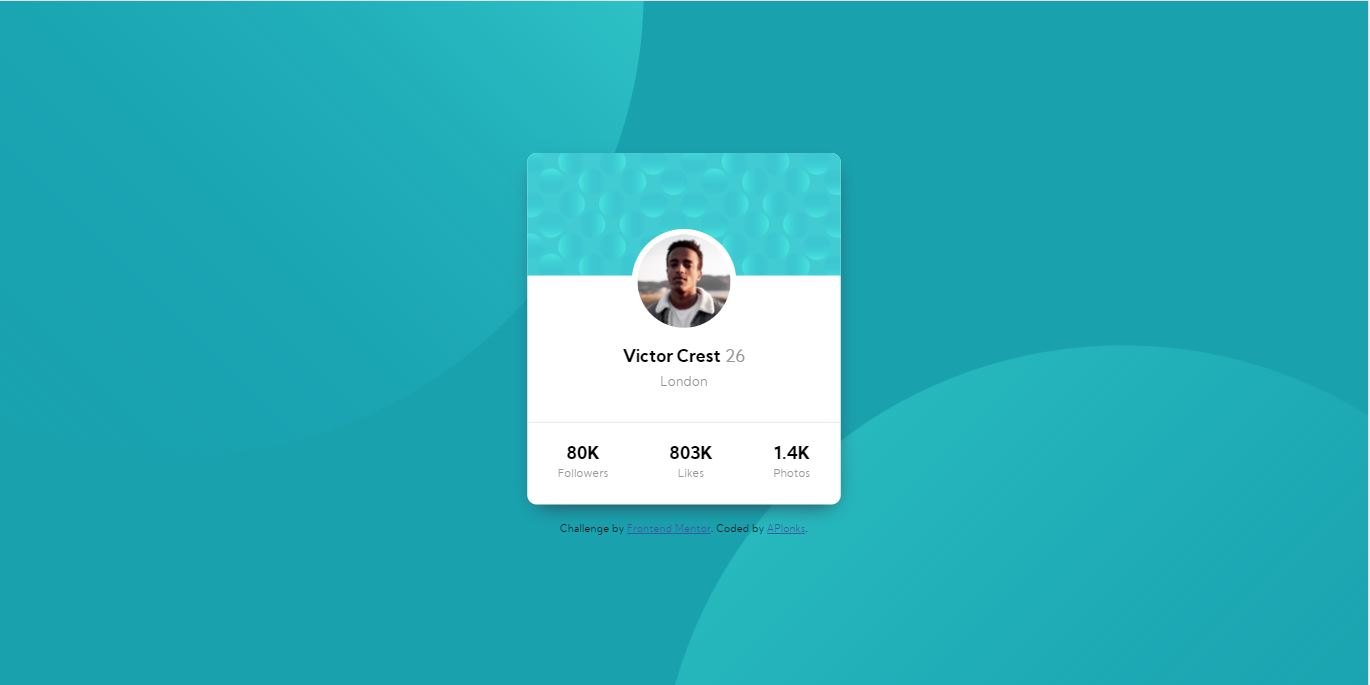 Victor Crest 26
London
80K 803K 1.4K
Followers Likes Photos
Challenge by Frontend Mentor. Coded by APlonks.